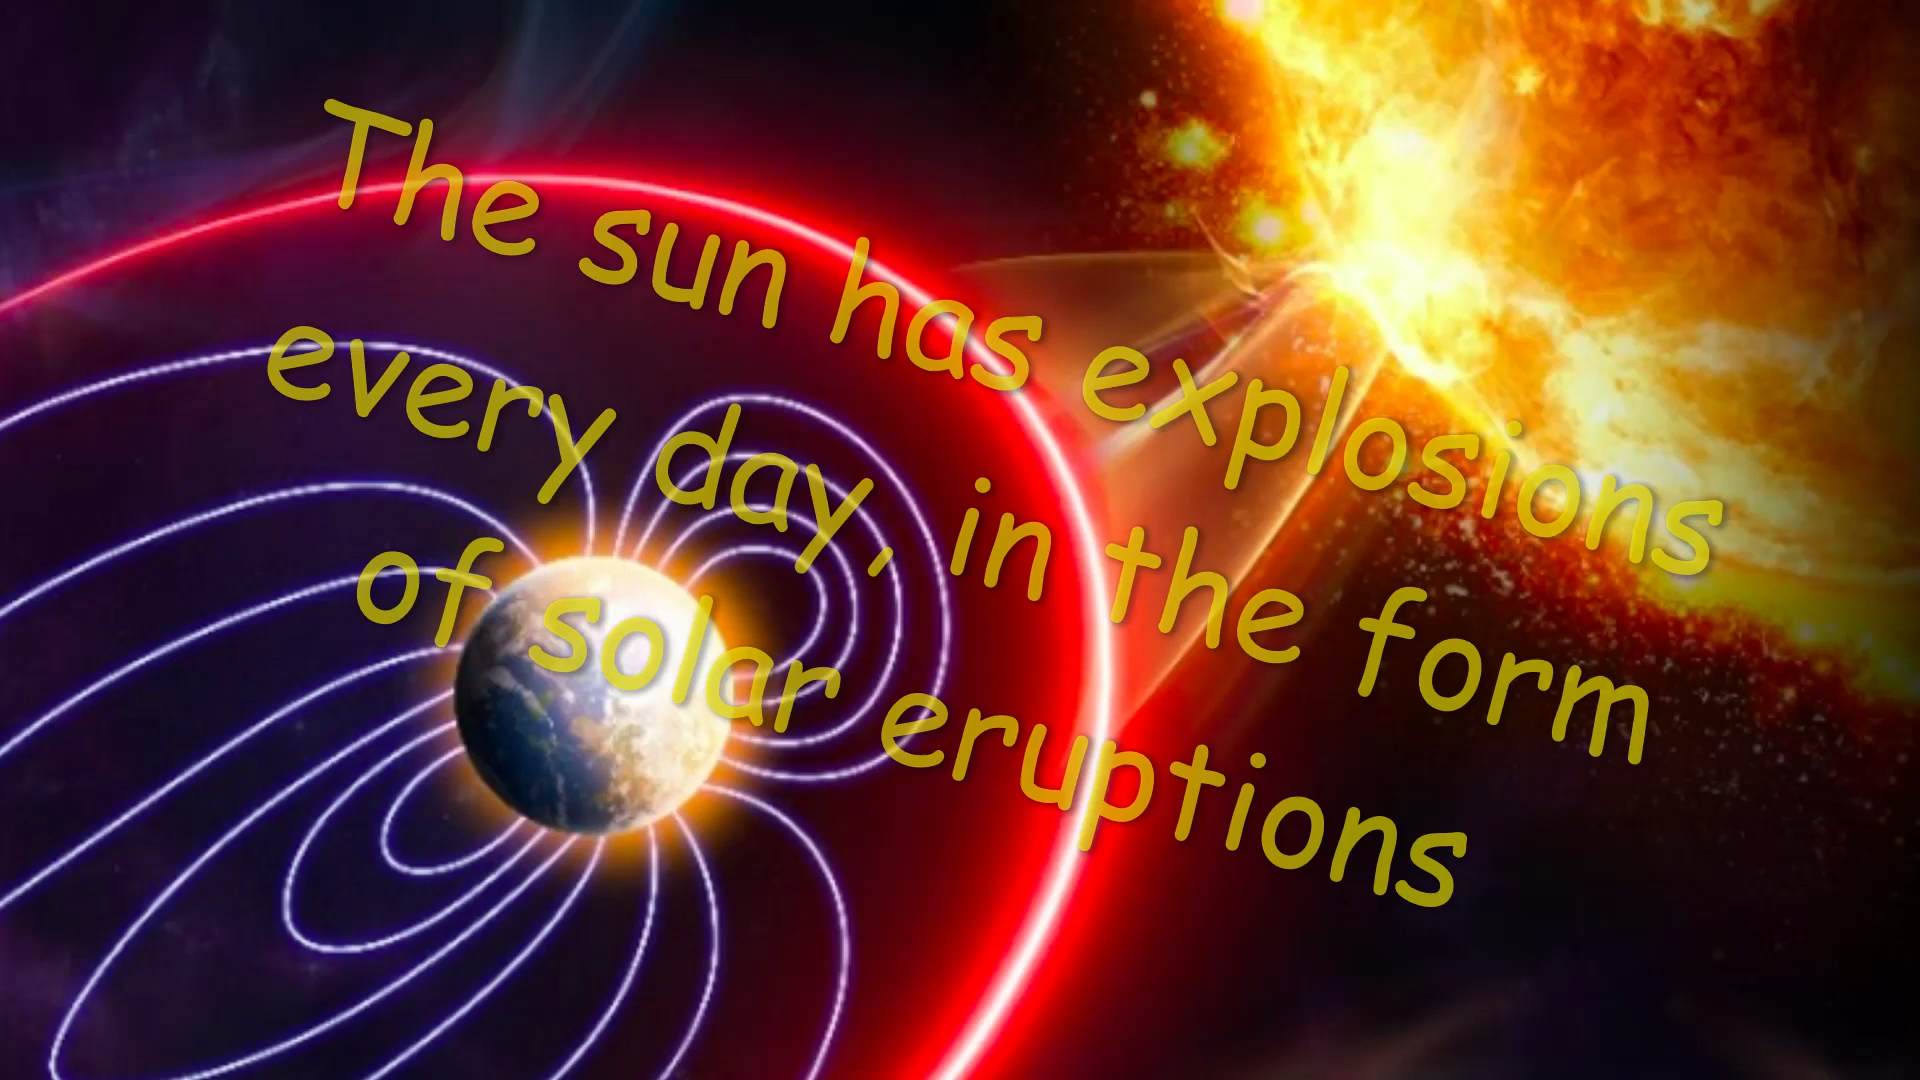 The sun has explosions
every day, in the form
of solar eruptions